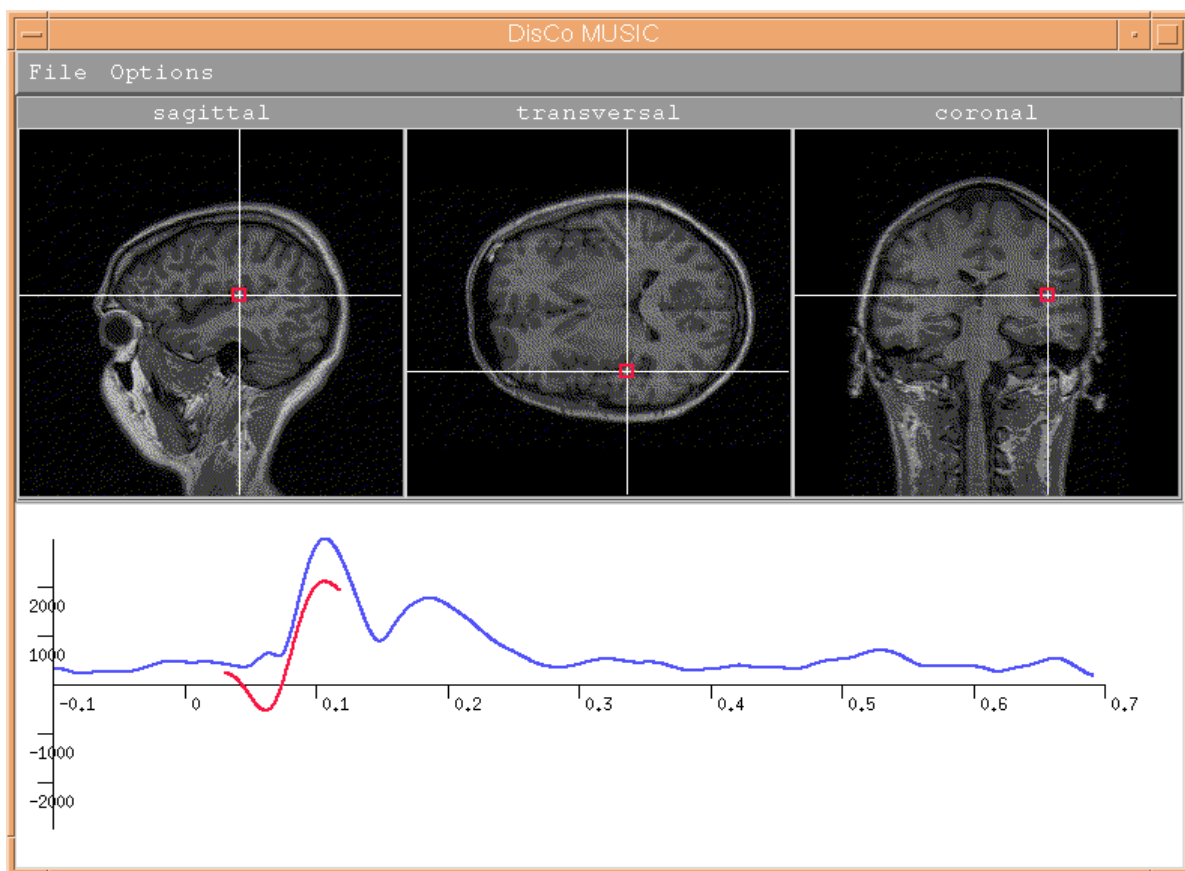 DisCo MUSIC
File Options
sagittal transversal coronal
2000
1000
-0.1 0 0.1 0.2 0.3 0.4 0.5 0.6 0.7
-1000
-2000